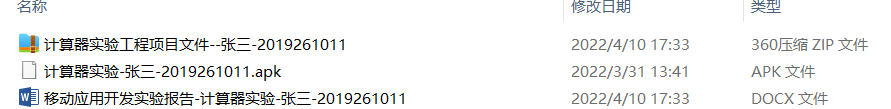 名称 修改日期 类型
计算器实验工程项目文件--张三-2019261011 2022/4/10 17:33 360压缩 ZIP 文件
计算器实验-张三-2019261011.apk 2022/3/31 13:41 APK 文件
移动应用开发实验报告-计算器实验-张三-2019261011 2022/4/10 17:33 DOCX 文件